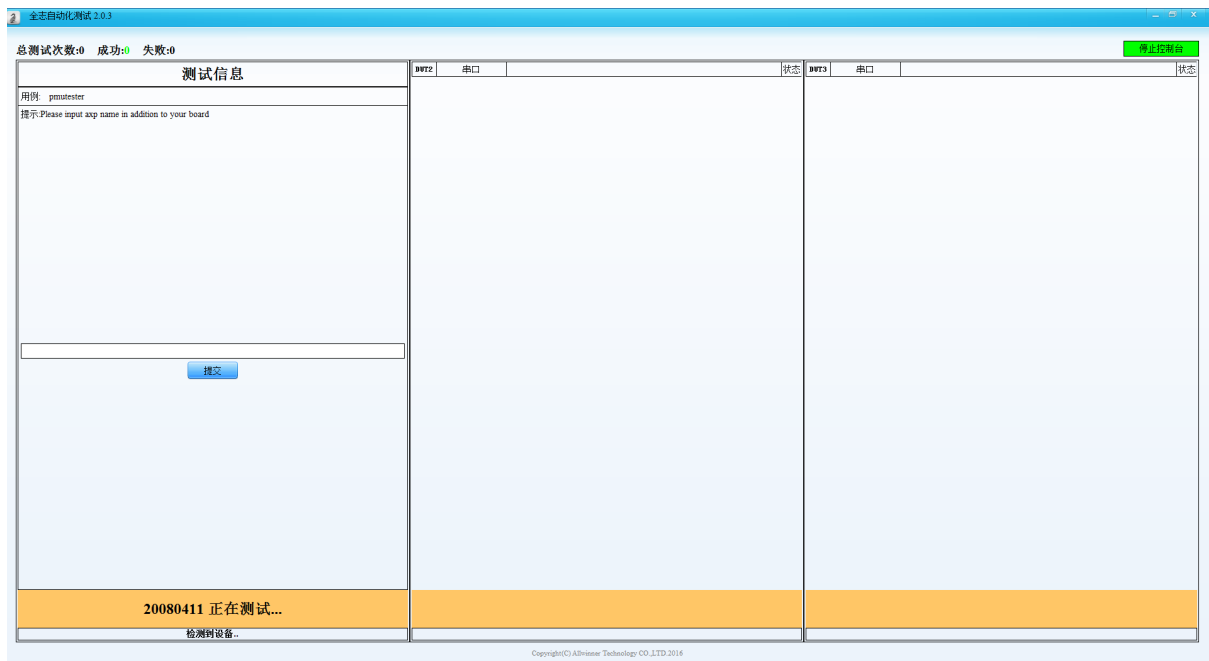 全志自动化测试 2.0.3
总测试次数:0 成功:0 失败:0
停止控制台
测试信息
用例: pmutester
提示:Please input axp name in addition to your board
提交
20080411 正在测试...
检测到设备..
DUT2 串口 状态
DUT3 串口 状态
Copyright(C) Allwinner Technology CO.,LTD.2016